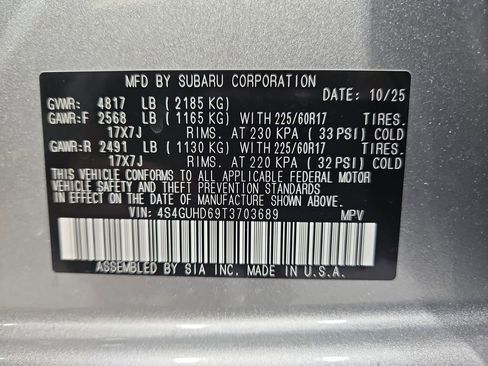 MFD BY SUBARU CORPORATION
DATE: 10/25
GVWR: 4817 LB (2185 KG)
GAWR:F 2568 LB (1165 KG) WITH 225/60R17 TIRES.
17X7J RIMS. AT 230 KPA (33 PSI) COLD
GAWR:R 2491 LB (1130 KG) WITH 225/60R17 TIRES.
17X7J RIMS. AT 220 KPA (32 PSI) COLD
THIS VEHICLE CONFORMS TO ALL APPLICABLE FEDERAL MOTOR
VEHICLE SAFETY AND THEFT PREVENTION STANDARDS
IN EFFECT ON THE DATE OF MANUFACTURE SHOWN ABOVE.
VIN: 4S4GUHD69T3703689 MPV
ASSEMBLED BY SIA INC. MADE IN U.S.A.